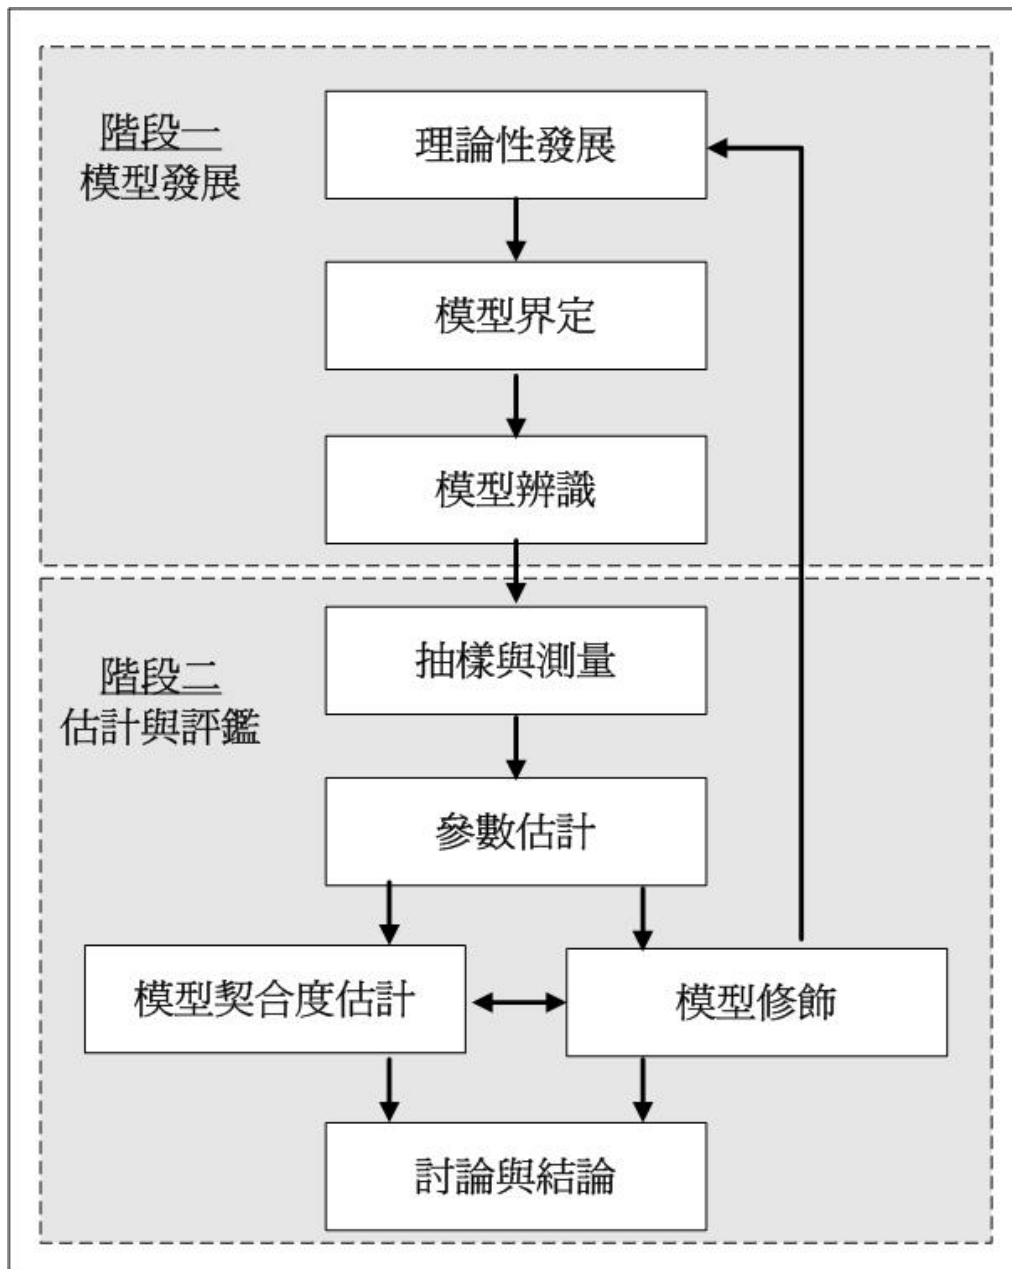 階段一
模型發展
理論性發展
模型界定
模型辨識
階段二
估計與評鑑
抽樣與測量
參數估計
模型契合度估計
模型修飾
討論與結論